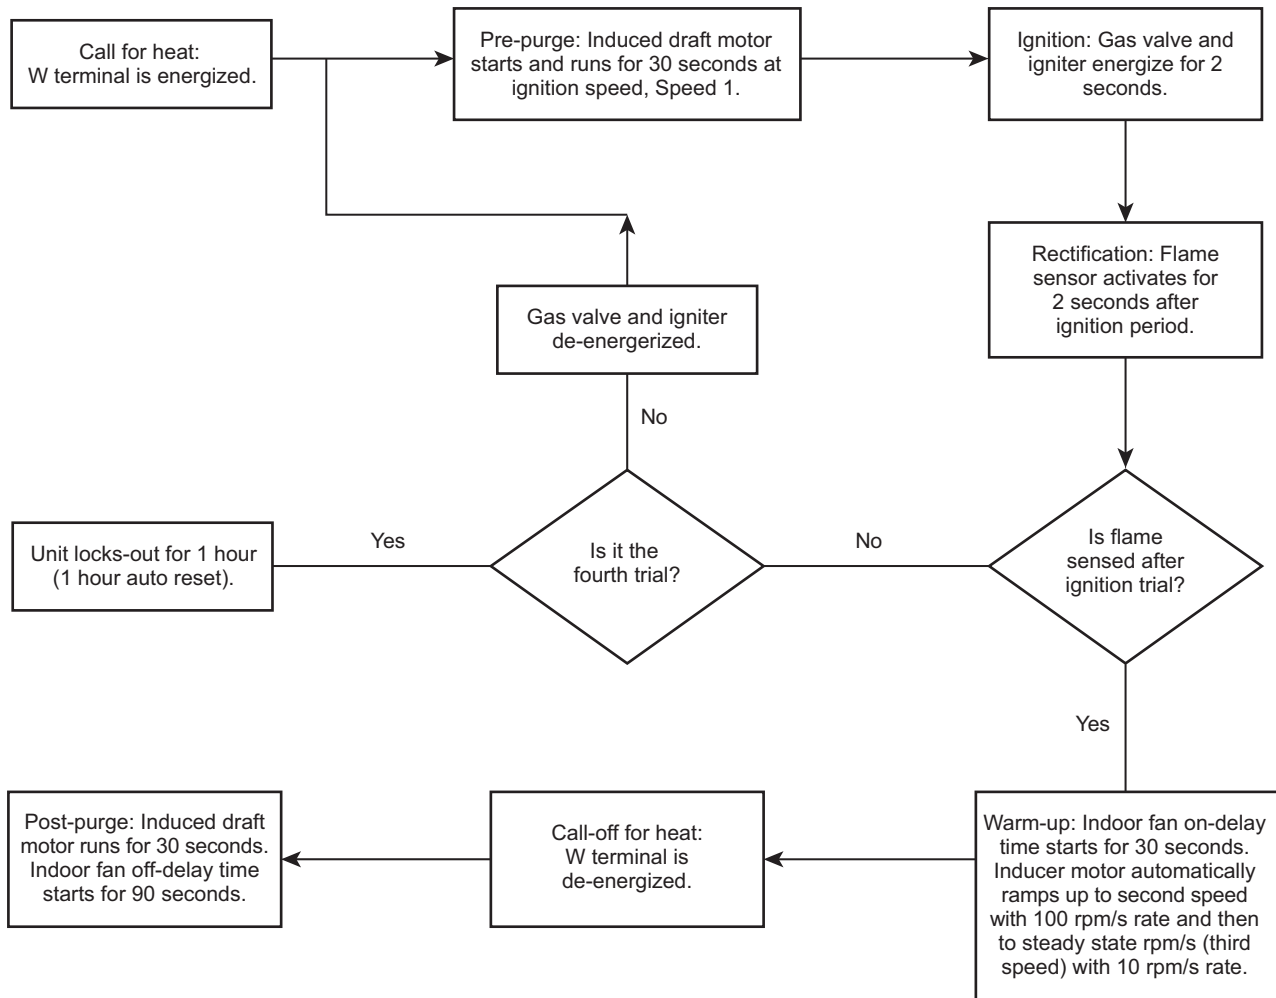 Call for heat:
W terminal is energized.
Pre-purge: Induced draft motor
starts and runs for 30 seconds at
ignition speed, Speed 1.
Ignition: Gas valve and
igniter energize for 2
seconds.
Rectification: Flame
sensor activates for
2 seconds after
ignition period.
Gas valve and igniter
de-energerized.
No
Is flame
sensed after
ignition trial?
No
Is it the
fourth trial?
Yes
Unit locks-out for 1 hour
(1 hour auto reset).
Yes
Warm-up: Indoor fan on-delay
time starts for 30 seconds.
Inducer motor automatically
ramps up to second speed
with 100 rpm/s rate and then
to steady state rpm/s (third
speed) with 10 rpm/s rate.
Call-off for heat:
W terminal is
de-energized.
Post-purge: Induced draft
motor runs for 30 seconds.
Indoor fan off-delay time
starts for 90 seconds.